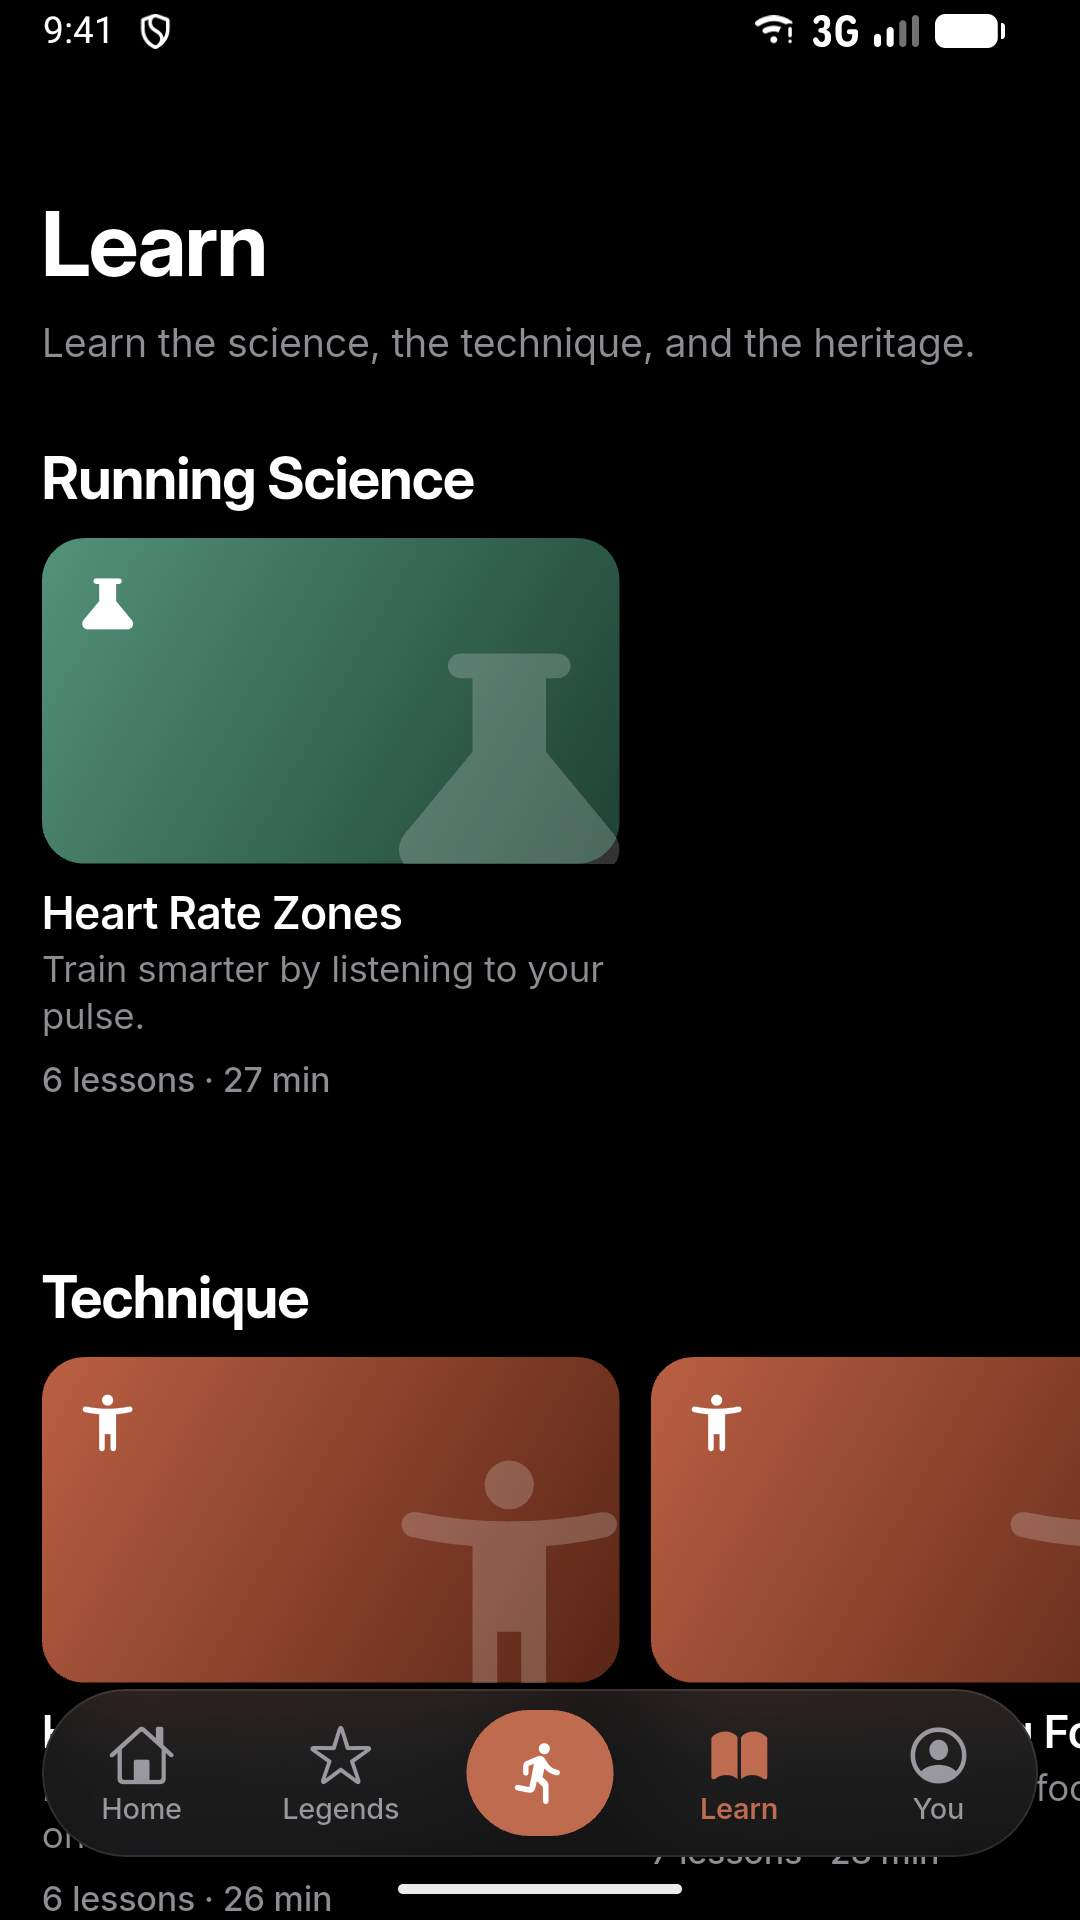 9:41
3G
Learn
Learn the science, the technique, and the heritage.
Running Science
Heart Rate Zones
Train smarter by listening to your
pulse.
6 lessons · 27 min
Technique
6 lessons · 26 min
Home
Legends
Learn
You